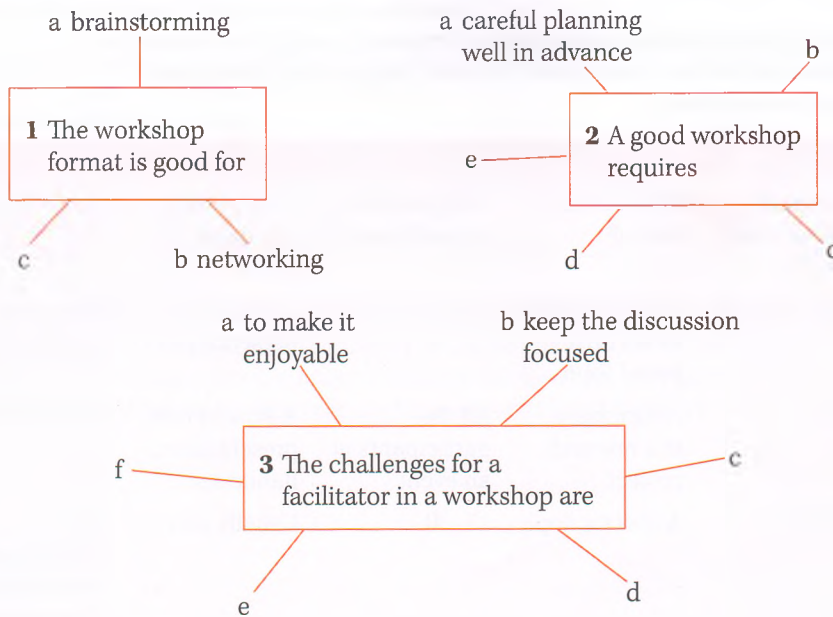 a brainstorming
1 The workshop
format is good for
c
b networking
a careful planning
well in advance
b
2 A good workshop
requires
e
d
c
a to make it
enjoyable
b keep the discussion
focused
3 The challenges for a
facilitator in a workshop are
f
c
e
d